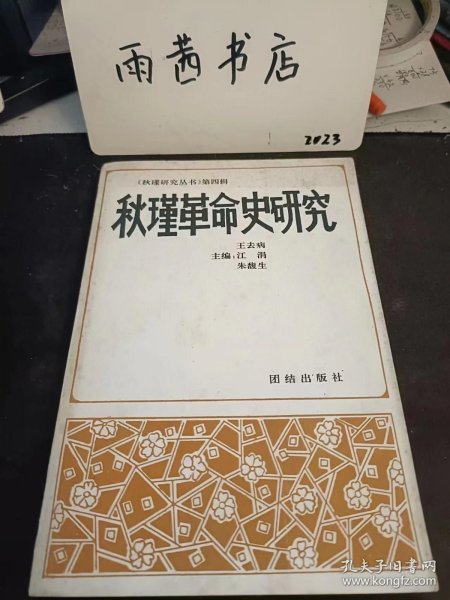 雨茜书店
2023
《秋瑾研究丛书》第四辑
秋瑾革命史研究
王去病
主编：江涓
朱馥生
团结出版社
孔夫子旧书网
www.kongfz.com